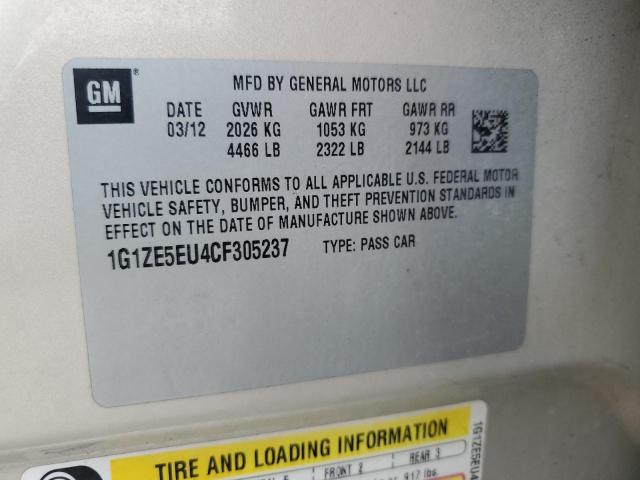 GM ®
MFD BY GENERAL MOTORS LLC
DATE GVWR GAWR FRT GAWR RR
03/12 2026 KG 1053 KG 973 KG
4466 LB 2322 LB 2144 LB
THIS VEHICLE CONFORMS TO ALL APPLICABLE U.S. FEDERAL MOTOR
VEHICLE SAFETY, BUMPER, AND THEFT PREVENTION STANDARDS IN
EFFECT ON THE DATE OF MANUFACTURE SHOWN ABOVE.
1G1ZE5EU4CF305237 TYPE: PASS CAR
TIRE AND LOADING INFORMATION
FRONT 2 REAR 3
917 lbs.
1G1ZE5EU4